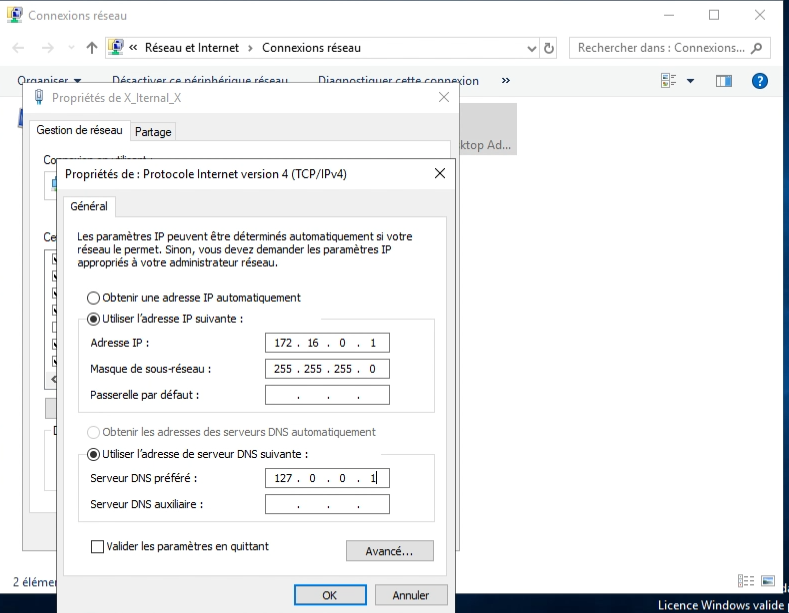 Connexions réseau
« Réseau et Internet › Connexions réseau
Rechercher dans : Connexions...
Organiser Désactiver ce périphérique réseau Diagnostiquer cette connexion »
Propriétés de X_Iternal_X
Gestion de réseau Partage
ktop Ad...
Propriétés de : Protocole Internet version 4 (TCP/IPv4)
Général
Les paramètres IP peuvent être déterminés automatiquement si votre
réseau le permet. Sinon, vous devez demander les paramètres IP
appropriés à votre administrateur réseau.
Obtenir une adresse IP automatiquement
Utiliser l'adresse IP suivante :
Adresse IP : 172 . 16 . 0 . 1
Masque de sous-réseau : 255 . 255 . 255 . 0
Passerelle par défaut : . . .
Obtenir les adresses des serveurs DNS automatiquement
Utiliser l'adresse de serveur DNS suivante :
Serveur DNS préféré : 127 . 0 . 0 . 1
Serveur DNS auxiliaire : . . .
Valider les paramètres en quittant
Avancé...
2 élémen
OK Annuler
Licence Windows valide